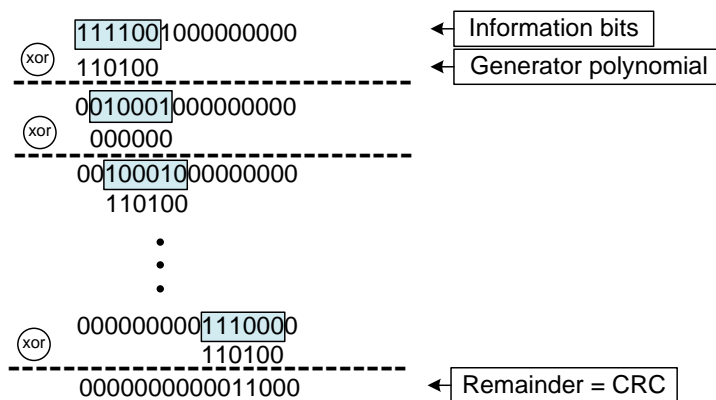 1111001000000000
Information bits
xor
110100
Generator polynomial
0010001000000000
xor
000000
0010001000000000
110100
0000000001110000
xor
110100
0000000000011000
Remainder = CRC